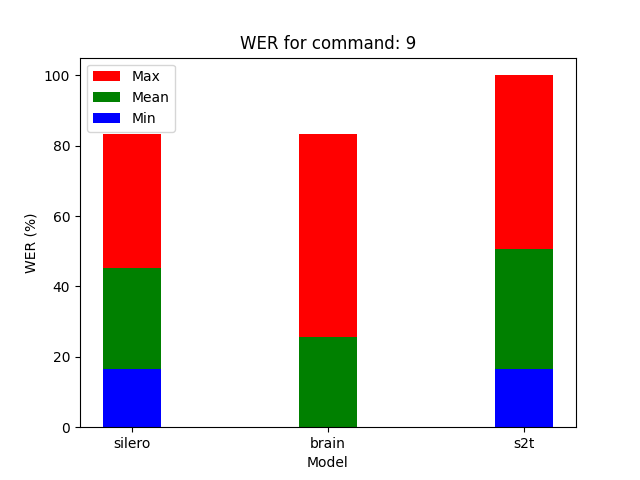 WER for command: 9
Max
Mean
Min
100
80
60
40
20
0
WER (%)
silero
brain
s2t
Model